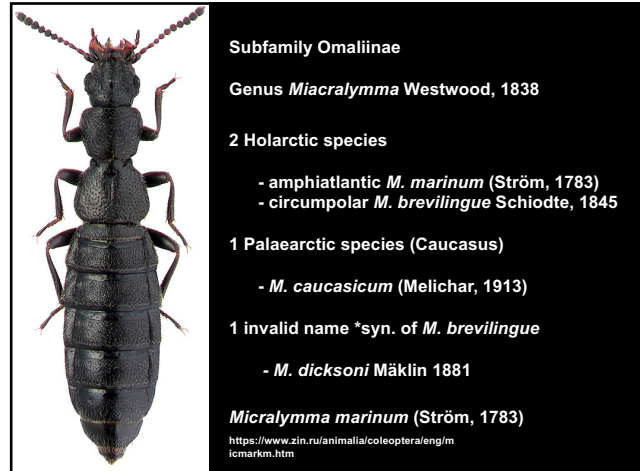 Subfamily Omaliinae
Genus Miacralymma Westwood, 1838
2 Holarctic species
- amphiatlantic M. marinum (Ström, 1783)
- circumpolar M. brevilingue Schiodte, 1845
1 Palaearctic species (Caucasus)
- M. caucasicum (Melichar, 1913)
1 invalid name *syn. of M. brevilingue
- M. dicksoni Mäklin 1881
Micralymma marinum (Ström, 1783)
https://www.zin.ru/animalia/coleoptera/eng/m
icmarkm.htm